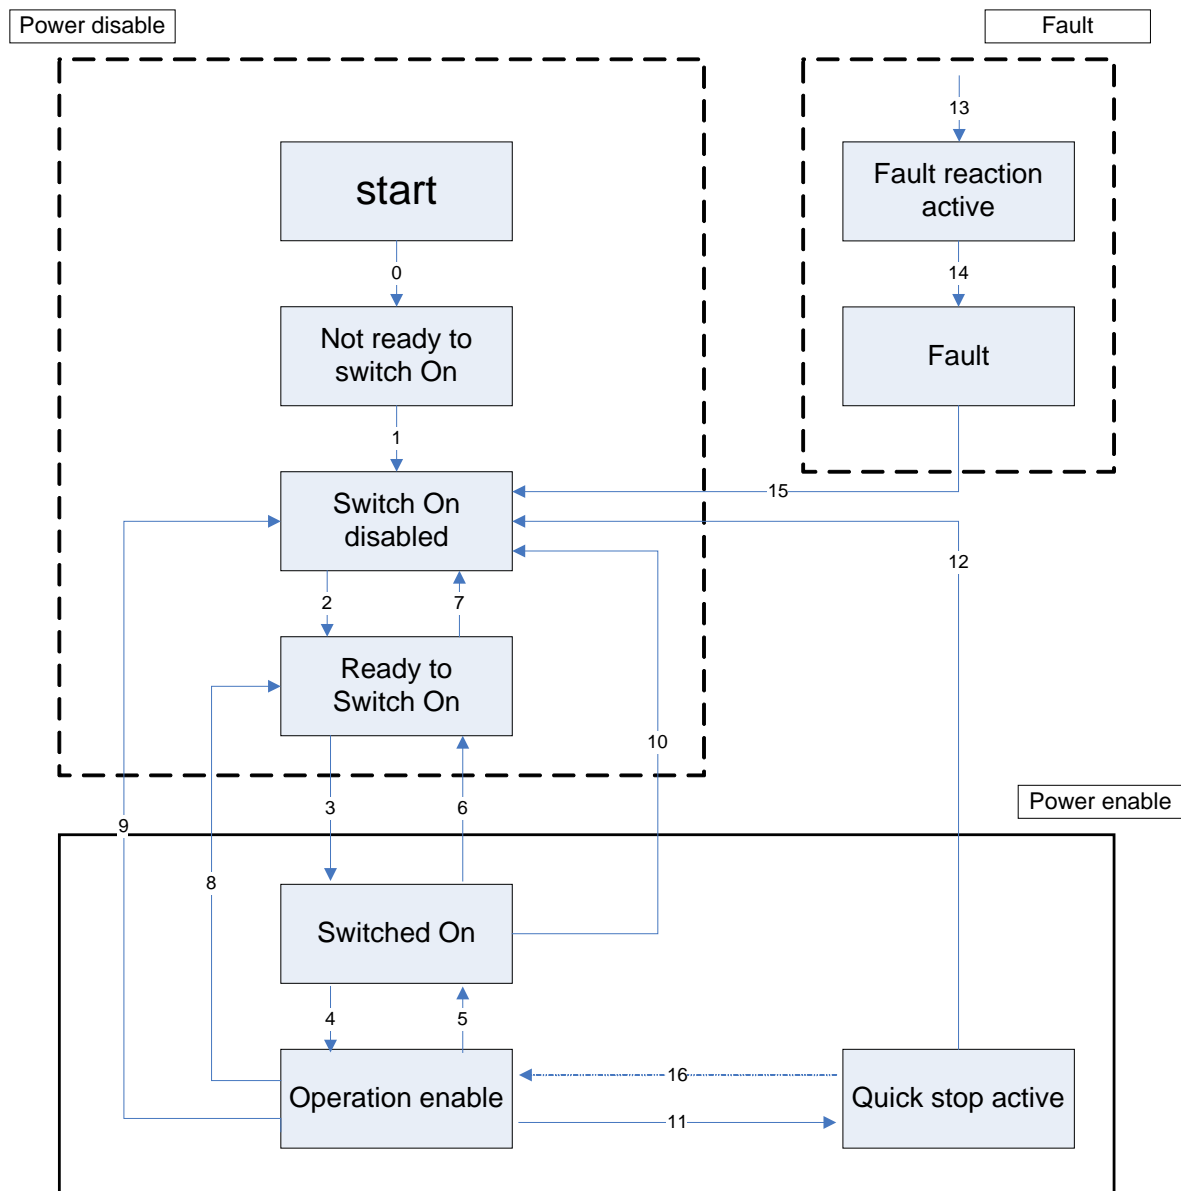 Power disable
Fault
13
start
Fault reaction
active
0
14
Not ready to
switch On
Fault
1
Switch On
disabled
15
12
2
7
Ready to
Switch On
10
Power enable
3
6
9
8
Switched On
4
5
Operation enable
16
Quick stop active
11